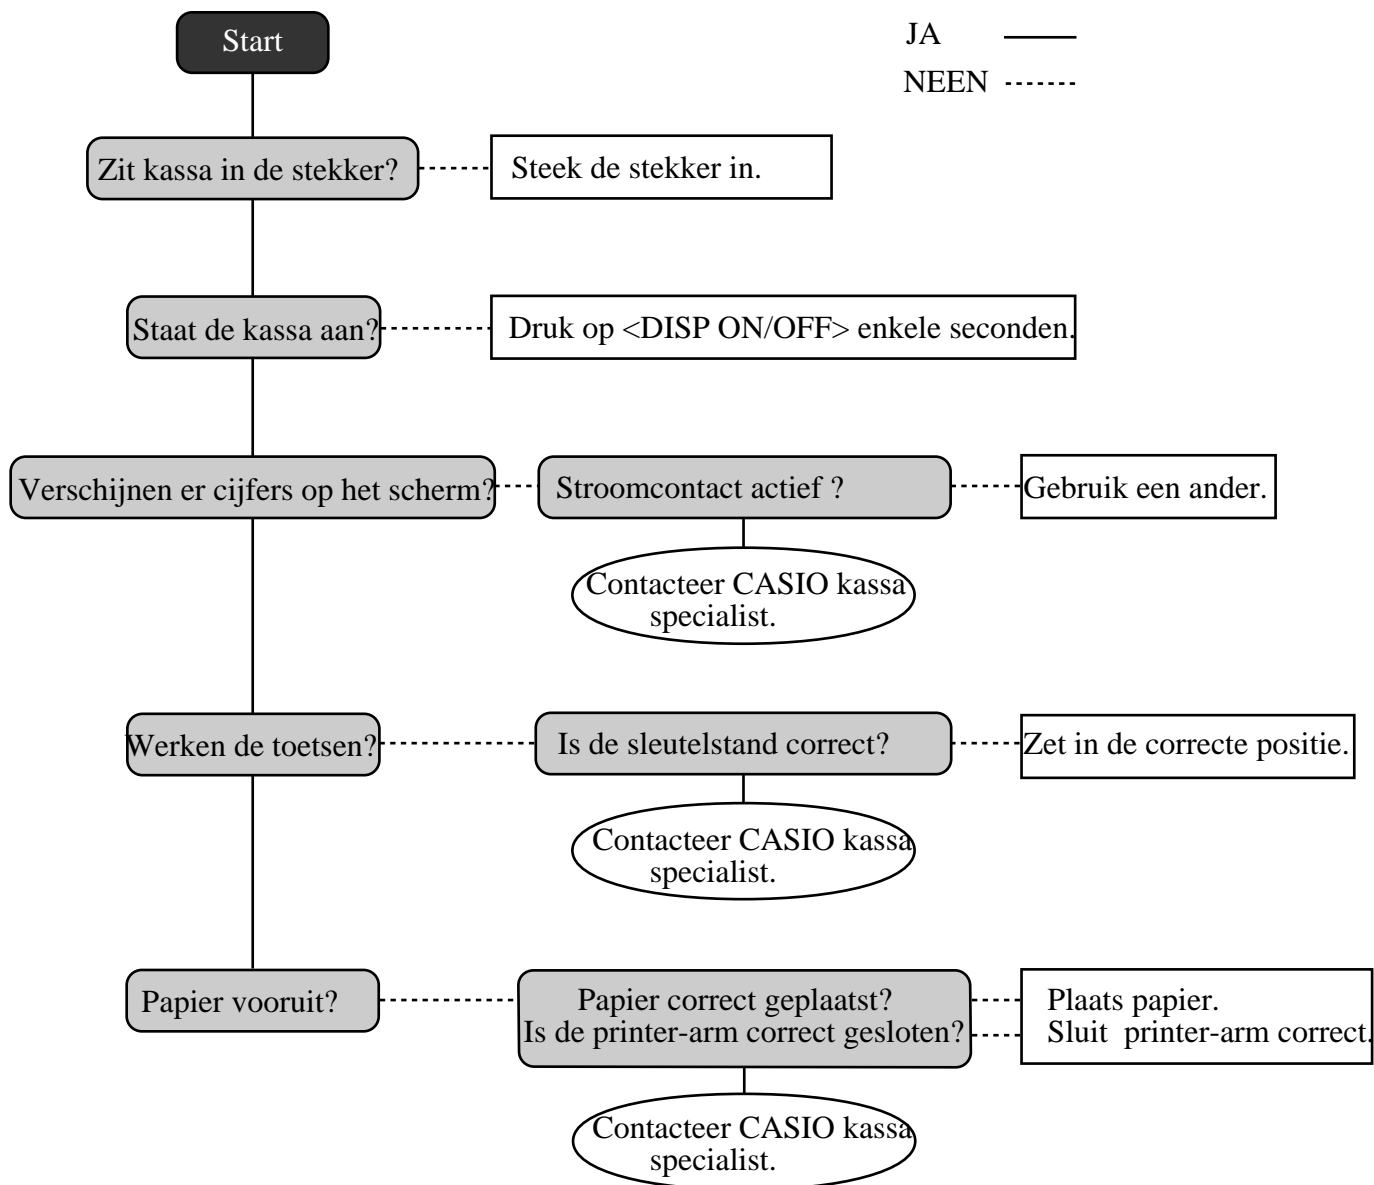 Start
JA
NEEN
Zit kassa in de stekker?
Steek de stekker in.
Staat de kassa aan?
Druk op <DISP ON/OFF> enkele seconden.
Verschijnen er cijfers op het scherm?
Stroomcontact actief ?
Gebruik een ander.
Contacteer CASIO kassa
specialist.
Werken de toetsen?
Is de sleutelstand correct?
Zet in de correcte positie.
Contacteer CASIO kassa
specialist.
Papier vooruit?
Papier correct geplaatst?
Is de printer-arm correct gesloten?
Plaats papier.
Sluit printer-arm correct.
Contacteer CASIO kassa
specialist.